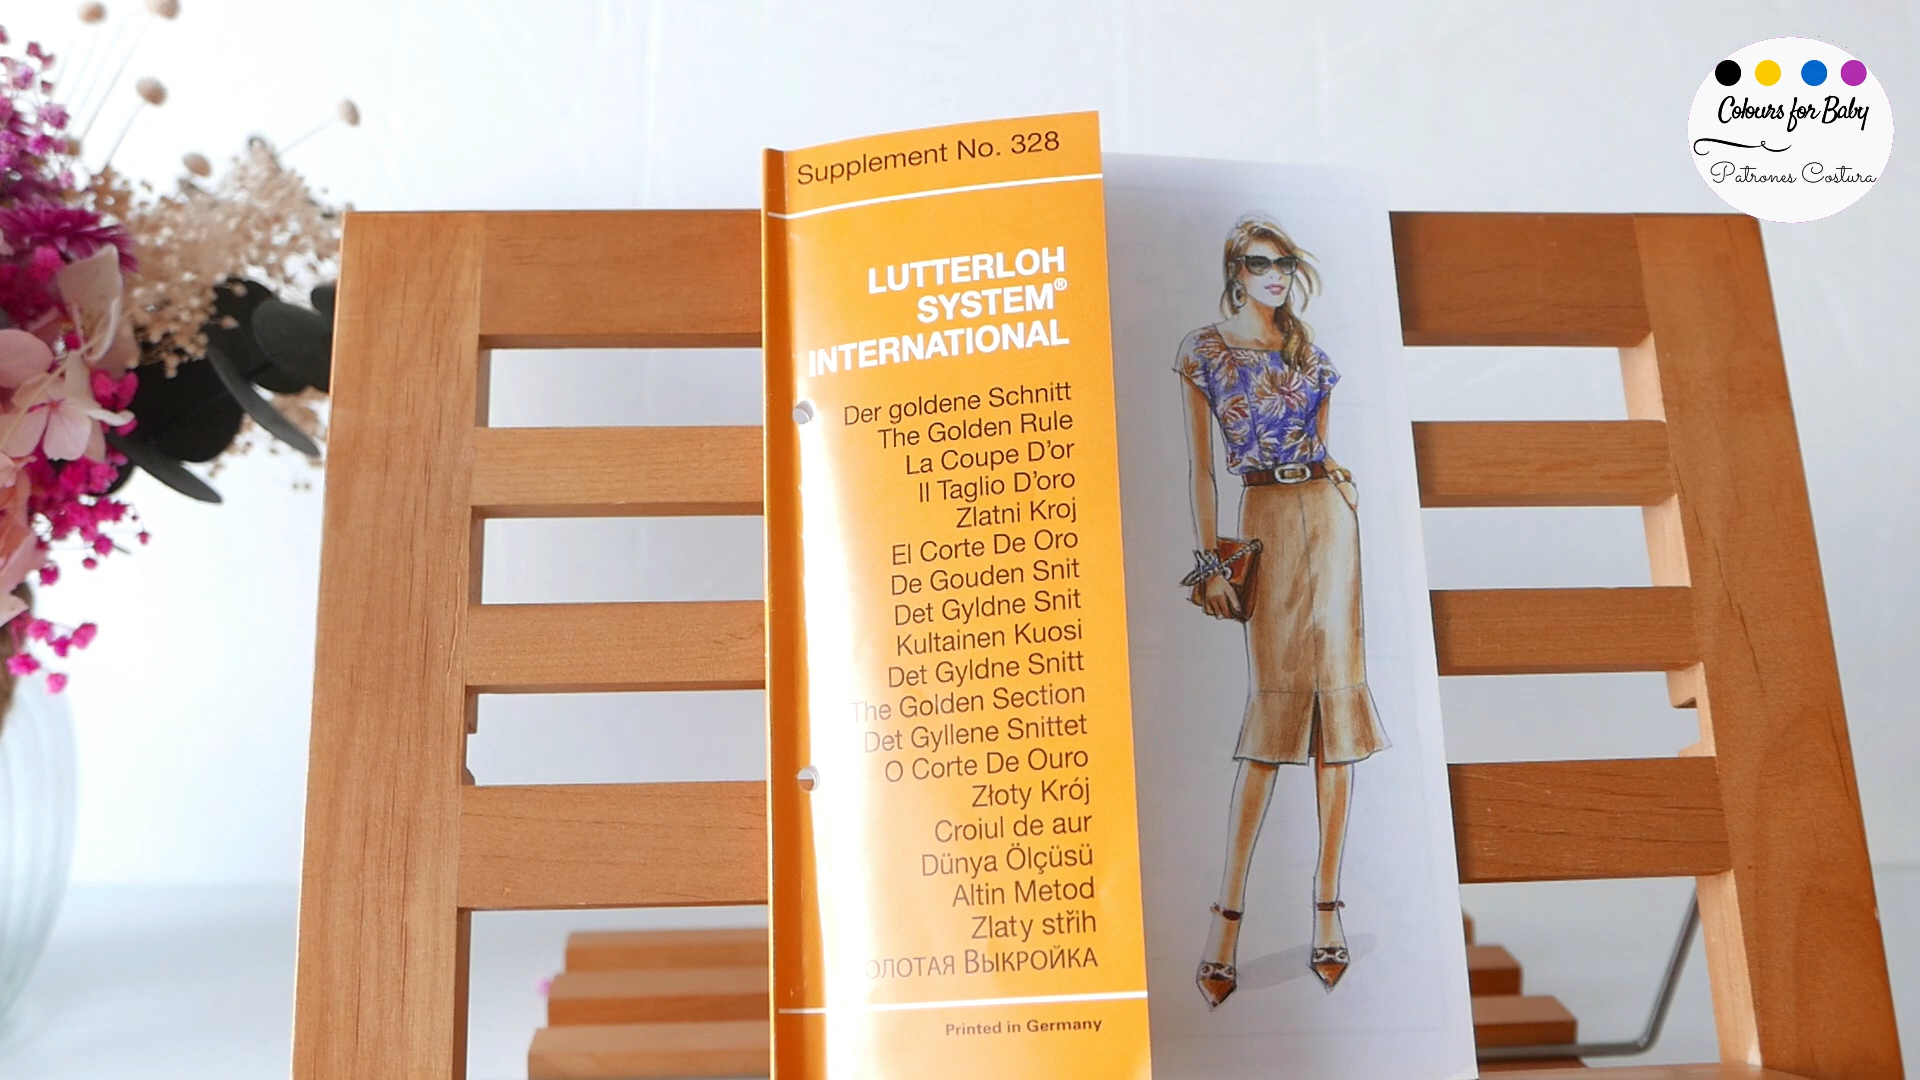 Supplement No. 328
LUTTERLOH
SYSTEM®
INTERNATIONAL
Der goldene Schnitt
The Golden Rule
La Coupe D'or
Il Taglio D'oro
Zlatni Kroj
El Corte De Oro
De Gouden Snit
Det Gyldne Snit
Kultainen Kuosi
Det Gyldne Snitt
The Golden Section
Det Gyllene Snittet
O Corte De Ouro
Złoty Krój
Croiul de aur
Dünya Ölçüsü
Altin Metod
Zlaty střih
ОЛОТАЯ ВЫКРОЙКА
Printed in Germany
Colours for Baby
Patrones Costura